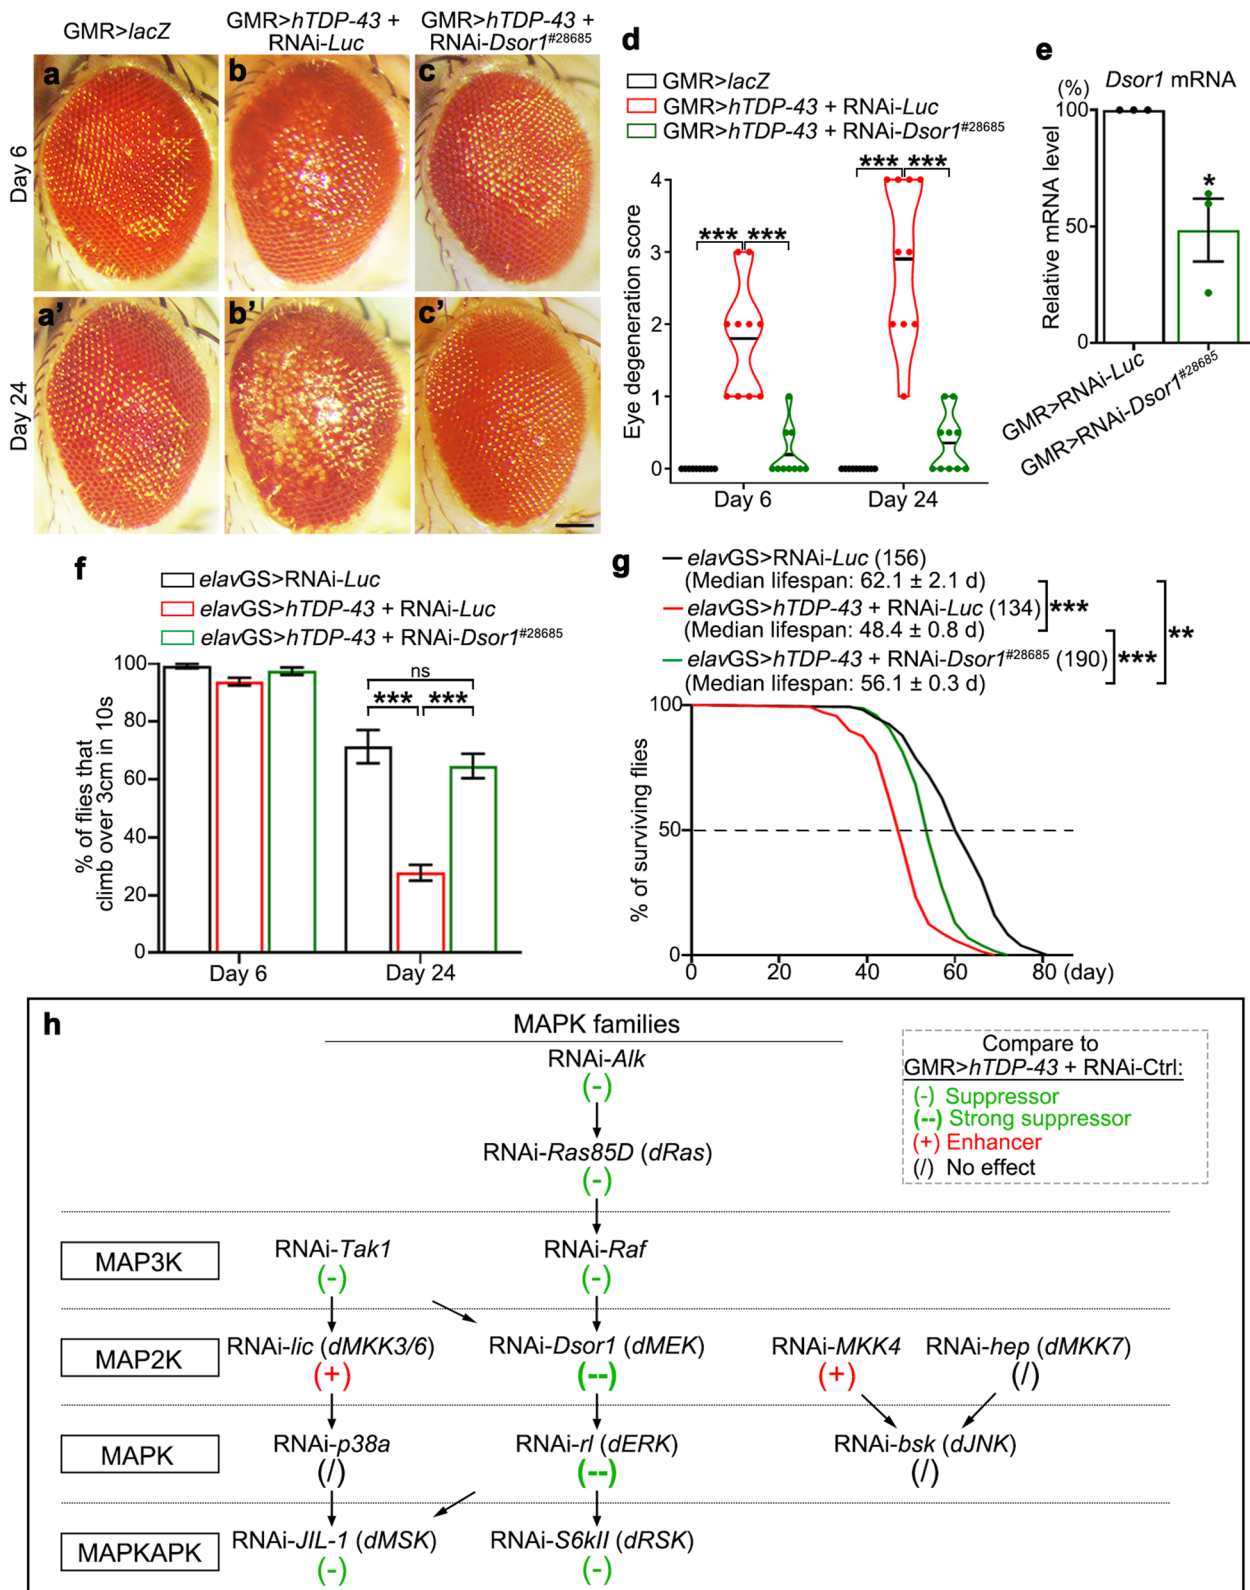 GMR>lacZ
GMR>hTDP-43 +
RNAi-Luc
GMR>hTDP-43 +
RNAi-Dsor1#28685
Day 6
a
b
c
Day 24
a'
b'
c'
d
GMR>lacZ
GMR>hTDP-43 + RNAi-Luc
GMR>hTDP-43 + RNAi-Dsor1#28685
Eye degeneration score
4
3
2
1
0
*** ***
*** ***
Day 6
Day 24
e
Dsor1 mRNA
(%)
Relative mRNA level
100
50
0
*
GMR>RNAi-Luc
GMR>RNAi-Dsor1#28685
f
elavGS>RNAi-Luc
elavGS>hTDP-43 + RNAi-Luc
elavGS>hTDP-43 + RNAi-Dsor1#28685
% of flies that
climb over 3cm in 10s
100
80
60
40
20
0
ns
*** ***
Day 6
Day 24
g
elavGS>RNAi-Luc (156)
(Median lifespan: 62.1 ± 2.1 d)
elavGS>hTDP-43 + RNAi-Luc (134)
(Median lifespan: 48.4 ± 0.8 d)
elavGS>hTDP-43 + RNAi-Dsor1#28685 (190)
(Median lifespan: 56.1 ± 0.3 d)
***
***
**
% of surviving flies
100
50
0
0 20 40 60 80 (day)
h
MAPK families
Compare to
GMR>hTDP-43 + RNAi-Ctrl:
(-) Suppressor
(--) Strong suppressor
(+) Enhancer
(/) No effect
RNAi-Alk
(-)
RNAi-Ras85D (dRas)
(-)
MAP3K
RNAi-Tak1
(-)
RNAi-Raf
(-)
MAP2K
RNAi-lic (dMKK3/6)
(+)
RNAi-Dsor1 (dMEK)
(--)
RNAi-MKK4
(+)
RNAi-hep (dMKK7)
(/)
MAPK
RNAi-p38a
(/)
RNAi-rl (dERK)
(--)
RNAi-bsk (dJNK)
(/)
MAPKAPK
RNAi-JIL-1 (dMSK)
(-)
RNAi-S6kII (dRSK)
(-)